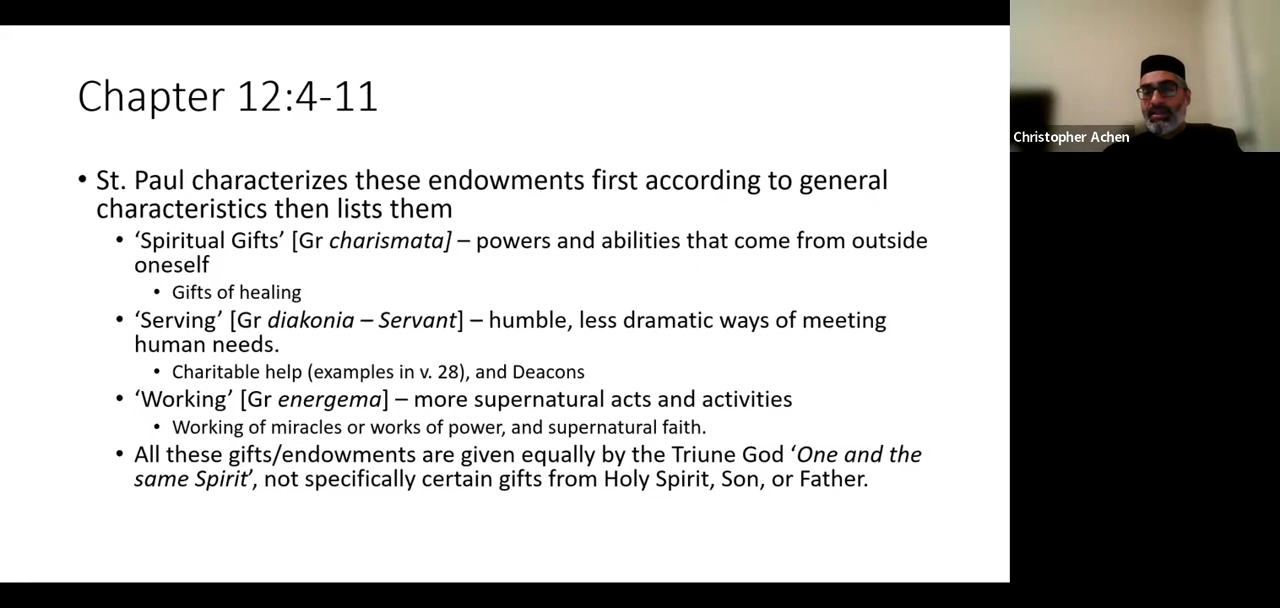 Chapter 12:4-11
• St. Paul characterizes these endowments first according to general
characteristics then lists them
• ‘Spiritual Gifts’ [Gr charismata] – powers and abilities that come from outside
oneself
• Gifts of healing
• ‘Serving’ [Gr diakonia – Servant] – humble, less dramatic ways of meeting
human needs.
• Charitable help (examples in v. 28), and Deacons
• ‘Working’ [Gr energema] – more supernatural acts and activities
• Working of miracles or works of power, and supernatural faith.
• All these gifts/endowments are given equally by the Triune God ‘One and the
same Spirit’, not specifically certain gifts from Holy Spirit, Son, or Father.
Christopher Achen